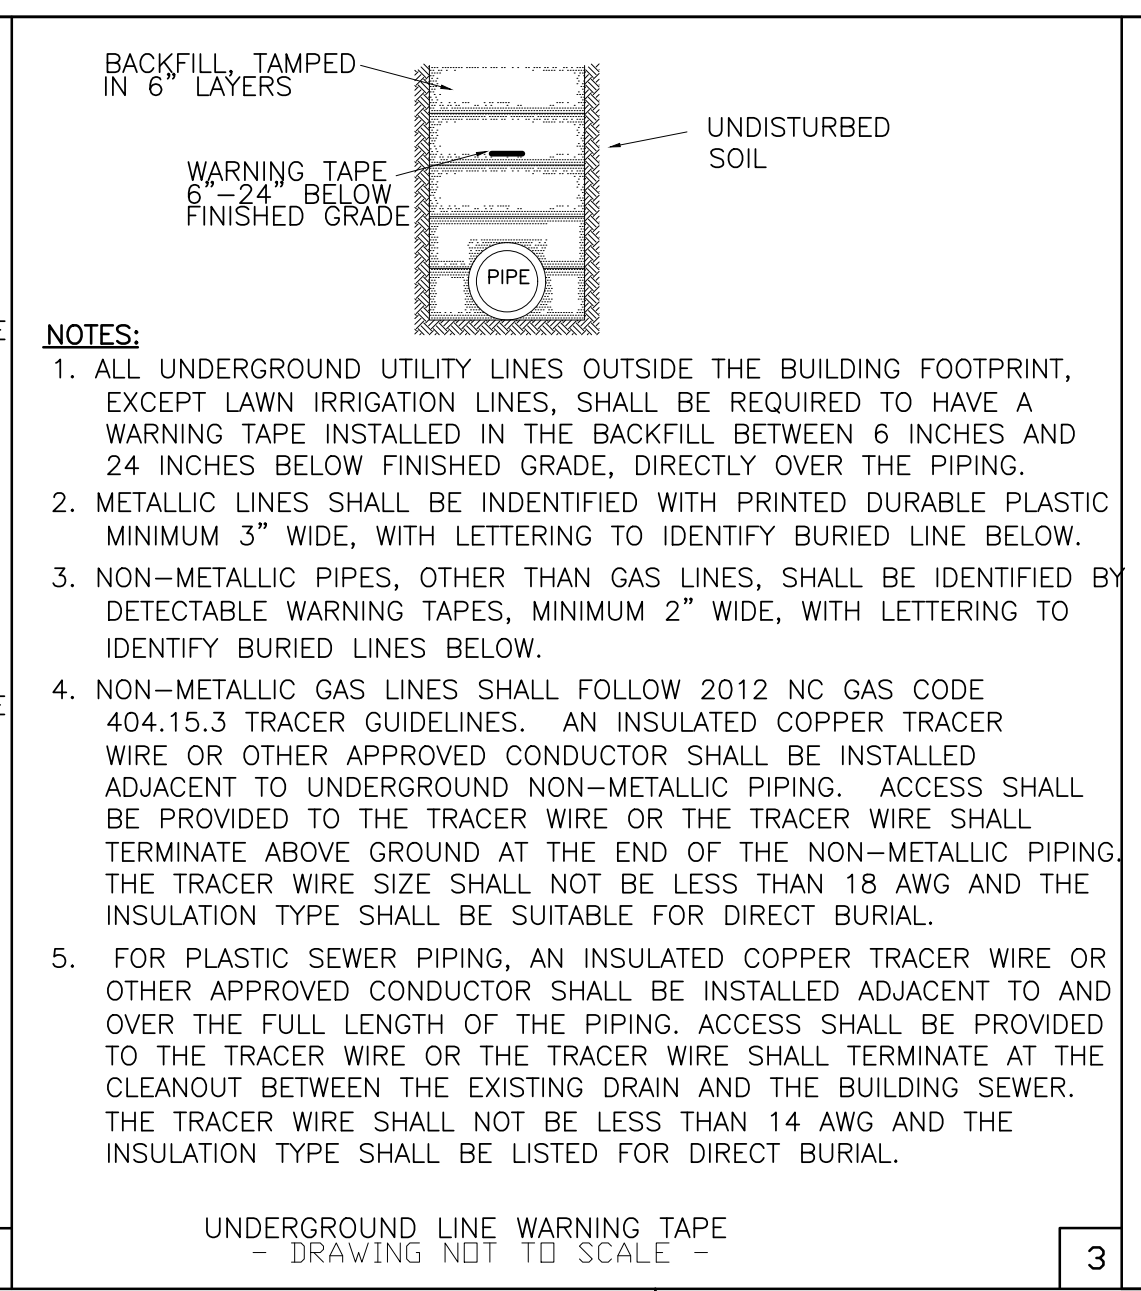 BACKFILL, TAMPED
IN 6" LAYERS
UNDISTURBED
SOIL
WARNING TAPE
6"–24" BELOW
FINISHED GRADE
PIPE
NOTES:
1. ALL UNDERGROUND UTILITY LINES OUTSIDE THE BUILDING FOOTPRINT,
EXCEPT LAWN IRRIGATION LINES, SHALL BE REQUIRED TO HAVE A
WARNING TAPE INSTALLED IN THE BACKFILL BETWEEN 6 INCHES AND
24 INCHES BELOW FINISHED GRADE, DIRECTLY OVER THE PIPING.
2. METALLIC LINES SHALL BE INDENTIFIED WITH PRINTED DURABLE PLASTIC
MINIMUM 3" WIDE, WITH LETTERING TO IDENTIFY BURIED LINE BELOW.
3. NON–METALLIC PIPES, OTHER THAN GAS LINES, SHALL BE IDENTIFIED BY
DETECTABLE WARNING TAPES, MINIMUM 2" WIDE, WITH LETTERING TO
IDENTIFY BURIED LINES BELOW.
4. NON–METALLIC GAS LINES SHALL FOLLOW 2012 NC GAS CODE
404.15.3 TRACER GUIDELINES. AN INSULATED COPPER TRACER
WIRE OR OTHER APPROVED CONDUCTOR SHALL BE INSTALLED
ADJACENT TO UNDERGROUND NON–METALLIC PIPING. ACCESS SHALL
BE PROVIDED TO THE TRACER WIRE OR THE TRACER WIRE SHALL
TERMINATE ABOVE GROUND AT THE END OF THE NON–METALLIC PIPING.
THE TRACER WIRE SIZE SHALL NOT BE LESS THAN 18 AWG AND THE
INSULATION TYPE SHALL BE SUITABLE FOR DIRECT BURIAL.
5. FOR PLASTIC SEWER PIPING, AN INSULATED COPPER TRACER WIRE OR
OTHER APPROVED CONDUCTOR SHALL BE INSTALLED ADJACENT TO AND
OVER THE FULL LENGTH OF THE PIPING. ACCESS SHALL BE PROVIDED
TO THE TRACER WIRE OR THE TRACER WIRE SHALL TERMINATE AT THE
CLEANOUT BETWEEN THE EXISTING DRAIN AND THE BUILDING SEWER.
THE TRACER WIRE SHALL NOT BE LESS THAN 14 AWG AND THE
INSULATION TYPE SHALL BE LISTED FOR DIRECT BURIAL.
UNDERGROUND LINE WARNING TAPE
– DRAWING NOT TO SCALE –
3